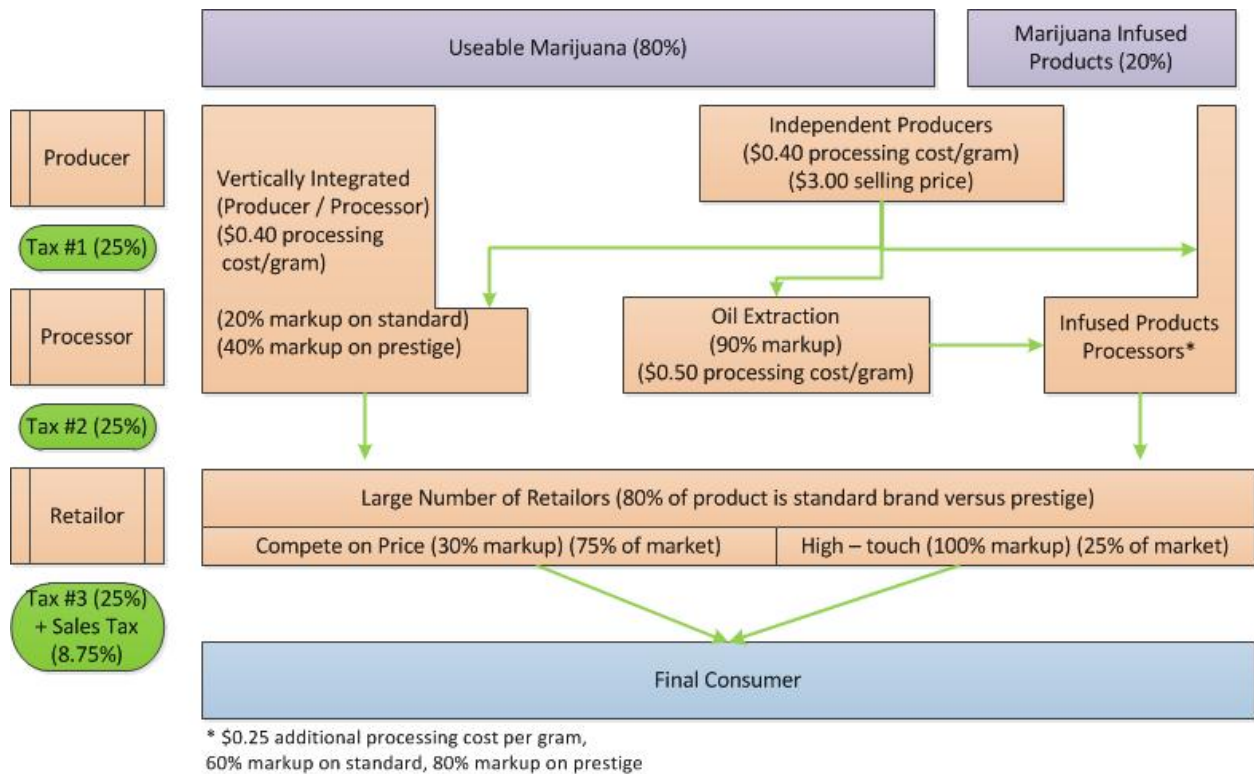 Useable Marijuana (80%)
Marijuana Infused
Products (20%)
Producer
Tax #1 (25%)
Processor
Tax #2 (25%)
Retailor
Tax #3 (25%)
+ Sales Tax
(8.75%)
Vertically Integrated
(Producer / Processor)
($0.40 processing
cost/gram)
(20% markup on standard)
(40% markup on prestige)
Independent Producers
($0.40 processing cost/gram)
($3.00 selling price)
Oil Extraction
(90% markup)
($0.50 processing cost/gram)
Infused Products
Processors*
Large Number of Retailors (80% of product is standard brand versus prestige)
Compete on Price (30% markup) (75% of market)
High – touch (100% markup) (25% of market)
Final Consumer
* $0.25 additional processing cost per gram,
60% markup on standard, 80% markup on prestige